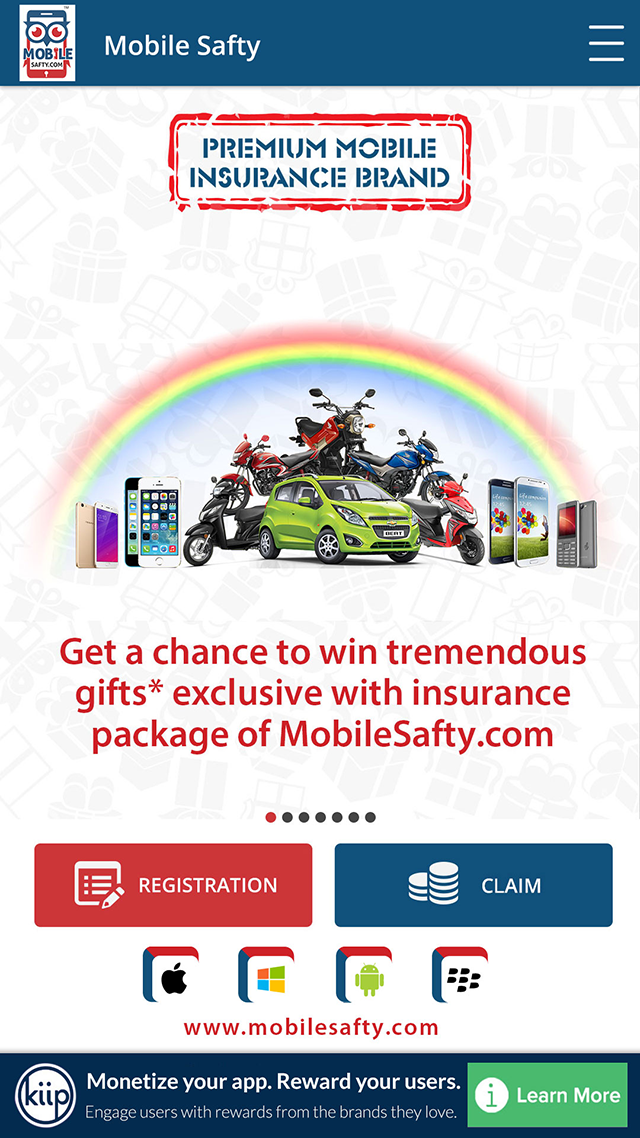 MOBILE
SAFTY.COM
TM
Mobile Safty
PREMIUM MOBILE
INSURANCE BRAND
BEAT
Get a chance to win tremendous
gifts* exclusive with insurance
package of MobileSafty.com
REGISTRATION
CLAIM
www.mobilesafty.com
kiip
Monetize your app. Reward your users.
Engage users with rewards from the brands they love.
i Learn More